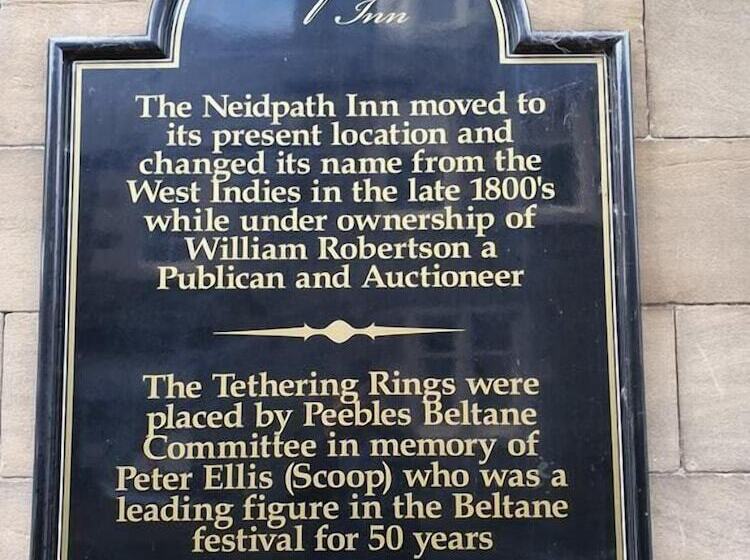 Inn
The Neidpath Inn moved to
its present location and
changed its name from the
West Indies in the late 1800's
while under ownership of
William Robertson a
Publican and Auctioneer
The Tethering Rings were
placed by Peebles Beltane
Committee in memory of
Peter Ellis (Scoop) who was a
leading figure in the Beltane
festival for 50 years